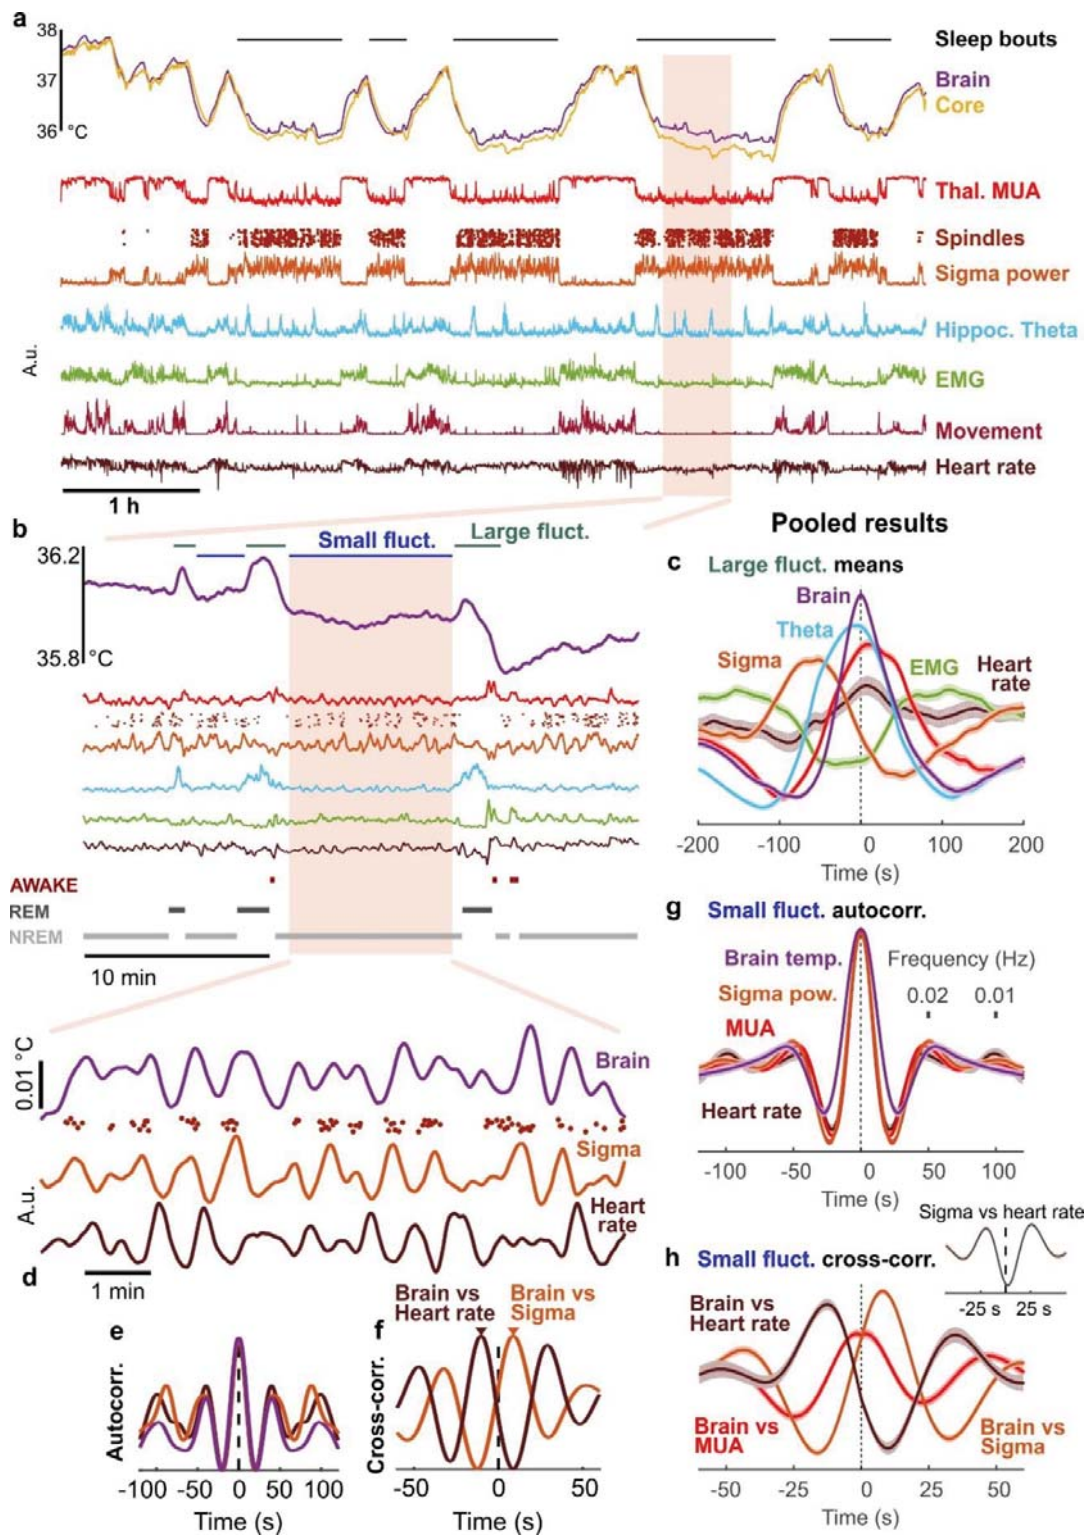 a
38
37
36 °C
Sleep bouts
Brain
Core
Thal. MUA
Spindles
Sigma power
Hippoc. Theta
EMG
Movement
Heart rate
A.u.
1 h
b
36.2
35.8 °C
Small fluct.
Large fluct.
AWAKE
REM
NREM
10 min
Pooled results
c Large fluct. means
Brain
Theta
Sigma
EMG
Heart
rate
-200 -100 0 100 200
Time (s)
0.01 °C
Brain
Sigma
Heart
rate
A.u.
1 min
d
e
Autocorr.
-100 -50 0 50 100
Time (s)
f
Brain vs
Heart rate
Brain vs
Sigma
Cross-corr.
-50 0 50
Time (s)
g Small fluct. autocorr.
Brain temp.
Sigma pow.
MUA
Heart rate
Frequency (Hz)
0.02 0.01
-100 -50 0 50 100
Time (s)
Sigma vs heart rate
-25 s 25 s
h Small fluct. cross-corr.
Brain vs
Heart rate
Brain vs
MUA
Brain vs
Sigma
-50 -25 0 25 50
Time (s)